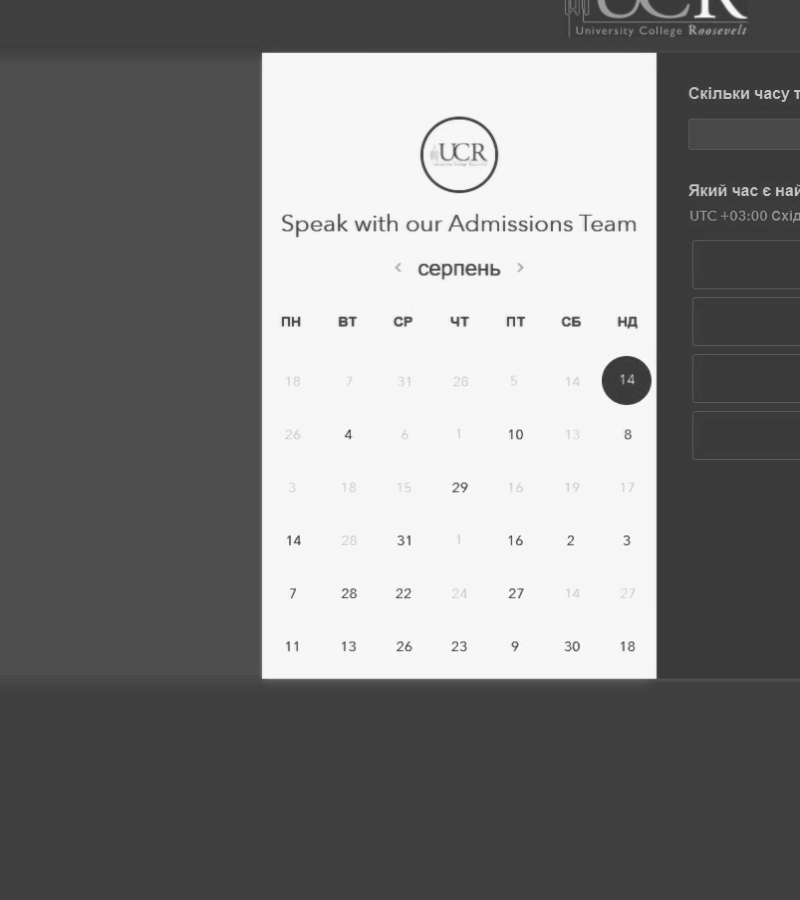 UCR
University College Roosevelt
Скільки часу т
UCR
Speak with our Admissions Team
Який час є най
UTC +03:00 Схід
серпень
ПН ВТ СР ЧТ ПТ СБ НД
18 7 31 28 5 14 14
26 4 6 1 10 13 8
3 18 15 29 16 19 17
14 28 31 1 16 2 3
7 28 22 24 27 14 27
11 13 26 23 9 30 18